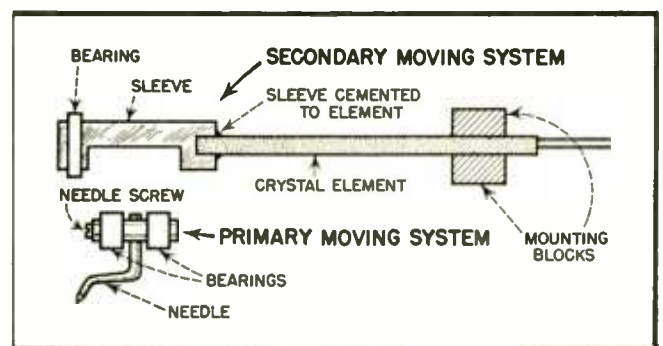 BEARING
SLEEVE
SECONDARY MOVING SYSTEM
SLEEVE CEMENTED
TO ELEMENT
CRYSTAL ELEMENT
NEEDLE SCREW
PRIMARY MOVING SYSTEM
MOUNTING
BLOCKS
BEARINGS
NEEDLE